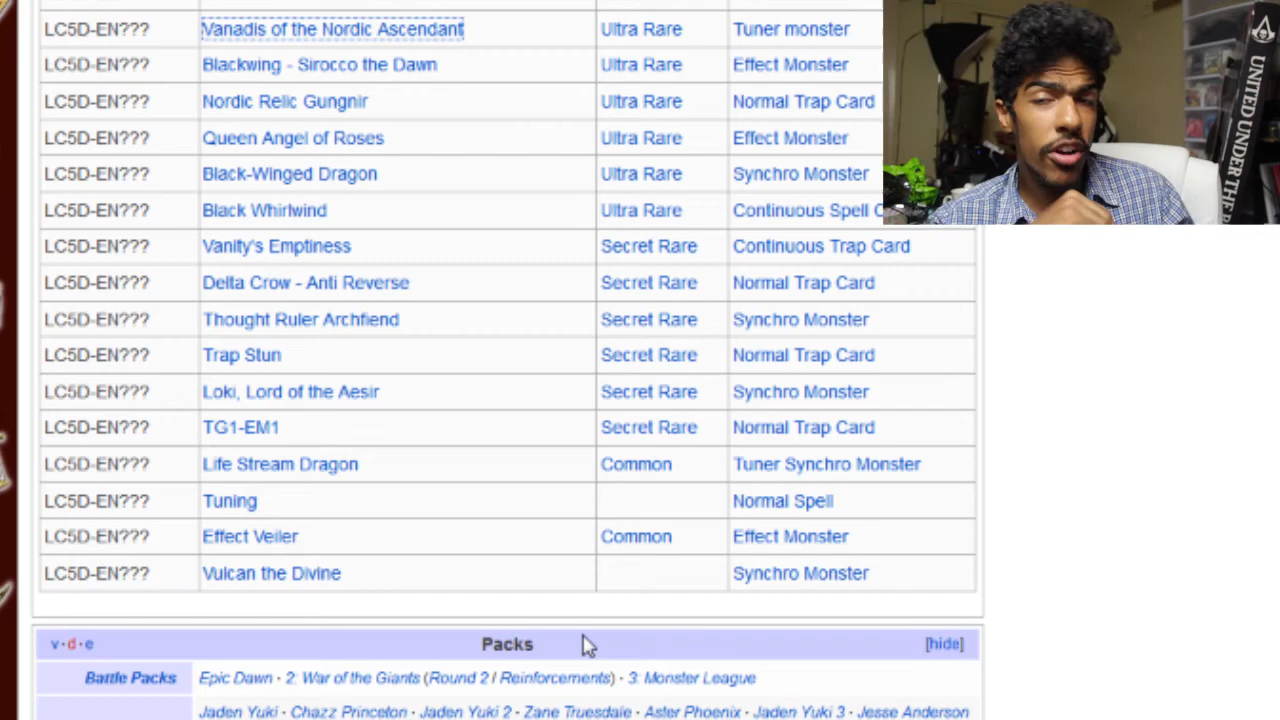 LC5D-EN??? Vanadis of the Nordic Ascendant Ultra Rare Tuner monster
LC5D-EN??? Blackwing - Sirocco the Dawn Ultra Rare Effect Monster
LC5D-EN??? Nordic Relic Gungnir Ultra Rare Normal Trap Card
LC5D-EN??? Queen Angel of Roses Ultra Rare Effect Monster
LC5D-EN??? Black-Winged Dragon Ultra Rare Synchro Monster
LC5D-EN??? Black Whirlwind Ultra Rare Continuous Spell C
LC5D-EN??? Vanity's Emptiness Secret Rare Continuous Trap Card
LC5D-EN??? Delta Crow - Anti Reverse Secret Rare Normal Trap Card
LC5D-EN??? Thought Ruler Archfiend Secret Rare Synchro Monster
LC5D-EN??? Trap Stun Secret Rare Normal Trap Card
LC5D-EN??? Loki, Lord of the Aesir Secret Rare Synchro Monster
LC5D-EN??? TG1-EM1 Secret Rare Normal Trap Card
LC5D-EN??? Life Stream Dragon Common Tuner Synchro Monster
LC5D-EN??? Tuning Normal Spell
LC5D-EN??? Effect Veiler Common Effect Monster
LC5D-EN??? Vulcan the Divine Synchro Monster
v·d·e Packs [hide]
Battle Packs Epic Dawn · 2: War of the Giants (Round 2 / Reinforcements) · 3: Monster League
Jaden Yuki · Chazz Princeton · Jaden Yuki 2 · Zane Truesdale · Aster Phoenix · Jaden Yuki 3 · Jesse Anderson
UNITED UNDER THE